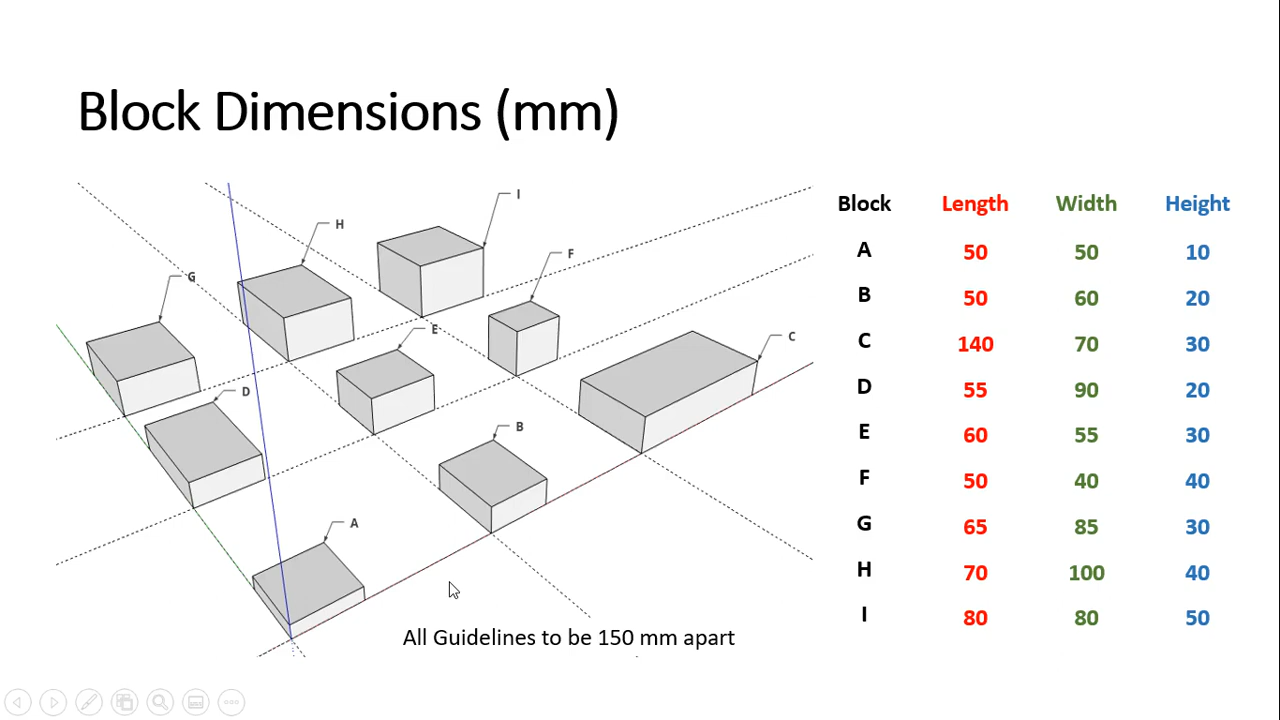 Block Dimensions (mm)
I
H
F
G
E
C
D
B
A
All Guidelines to be 150 mm apart
Block Length Width Height
A 50 50 10
B 50 60 20
C 140 70 30
D 55 90 20
E 60 55 30
F 50 40 40
G 65 85 30
H 70 100 40
I 80 80 50